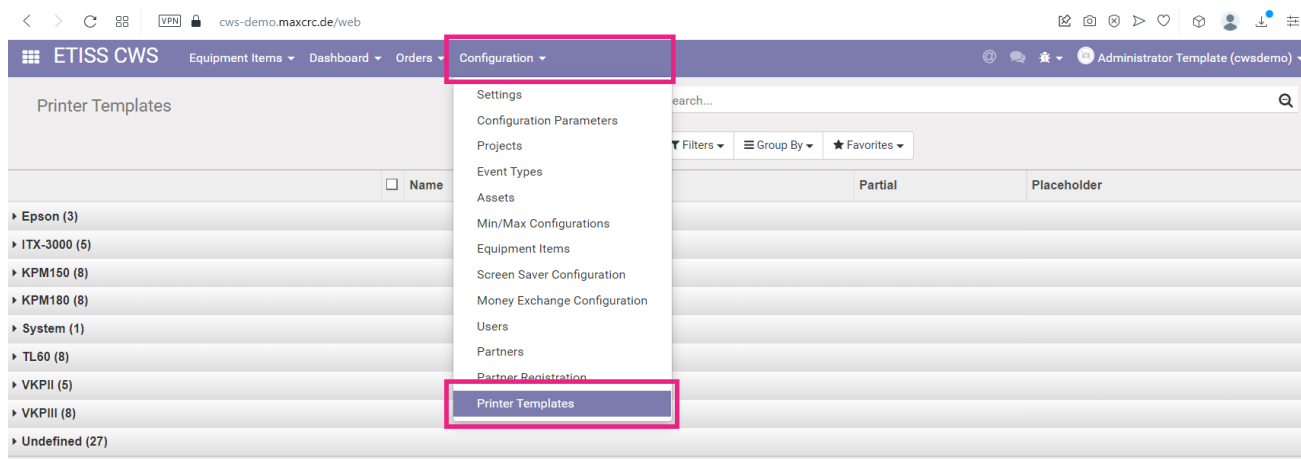 VPN cws-demo.maxcrc.de/web
ETISS CWS Equipment Items Dashboard Orders Configuration Administrator Template (cwsdemo)
Printer Templates
earch...
Filters Group By Favorites
Name Partial Placeholder
Settings
Configuration Parameters
Projects
Event Types
Assets
Min/Max Configurations
Equipment Items
Screen Saver Configuration
Money Exchange Configuration
Users
Partners
Partner Registration
Printer Templates
Epson (3)
ITX-3000 (5)
KPM150 (8)
KPM180 (8)
System (1)
TL60 (8)
VKPII (5)
VKPIII (8)
Undefined (27)